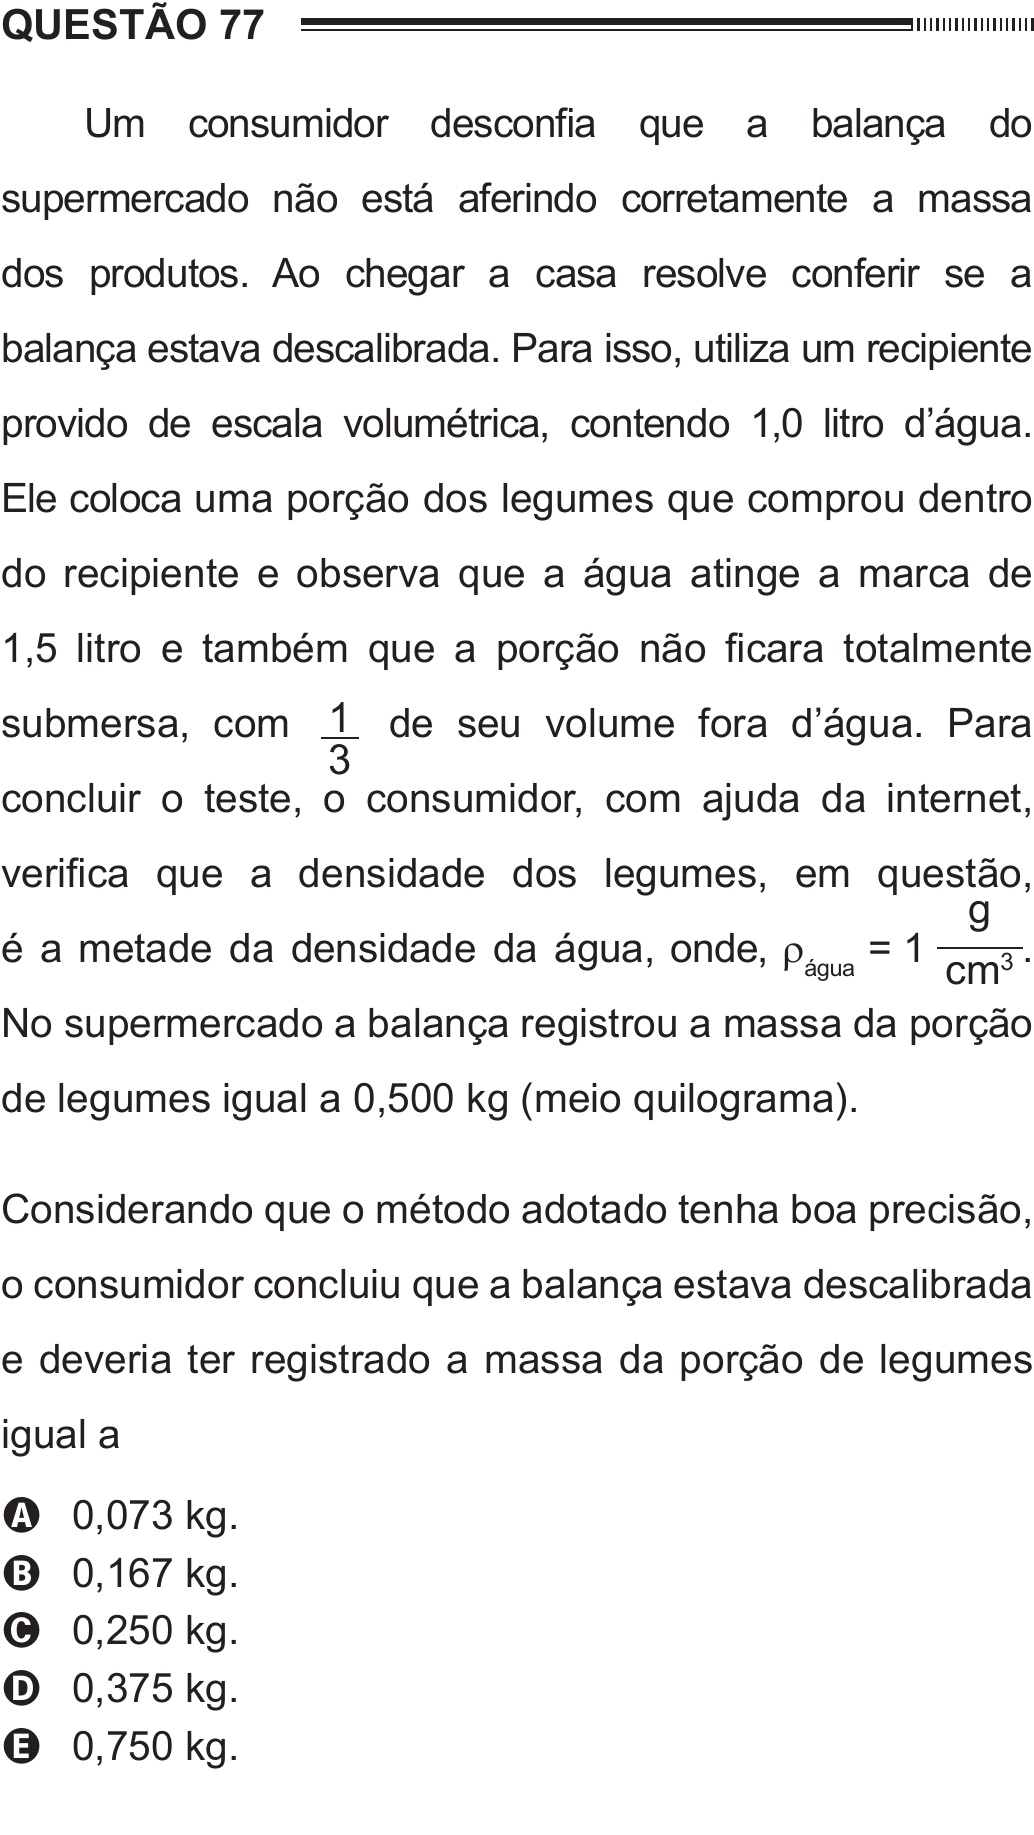 QUESTÃO 77
Um consumidor desconfia que a balança do
supermercado não está aferindo corretamente a massa
dos produtos. Ao chegar a casa resolve conferir se a
balança estava descalibrada. Para isso, utiliza um recipiente
provido de escala volumétrica, contendo 1,0 litro d’água.
Ele coloca uma porção dos legumes que comprou dentro
do recipiente e observa que a água atinge a marca de
1,5 litro e também que a porção não ficara totalmente
submersa, com 1/3 de seu volume fora d’água. Para
concluir o teste, o consumidor, com ajuda da internet,
verifica que a densidade dos legumes, em questão,
é a metade da densidade da água, onde, ρágua = 1 g/cm³.
No supermercado a balança registrou a massa da porção
de legumes igual a 0,500 kg (meio quilograma).
Considerando que o método adotado tenha boa precisão,
o consumidor concluiu que a balança estava descalibrada
e deveria ter registrado a massa da porção de legumes
igual a
A 0,073 kg.
B 0,167 kg.
C 0,250 kg.
D 0,375 kg.
E 0,750 kg.